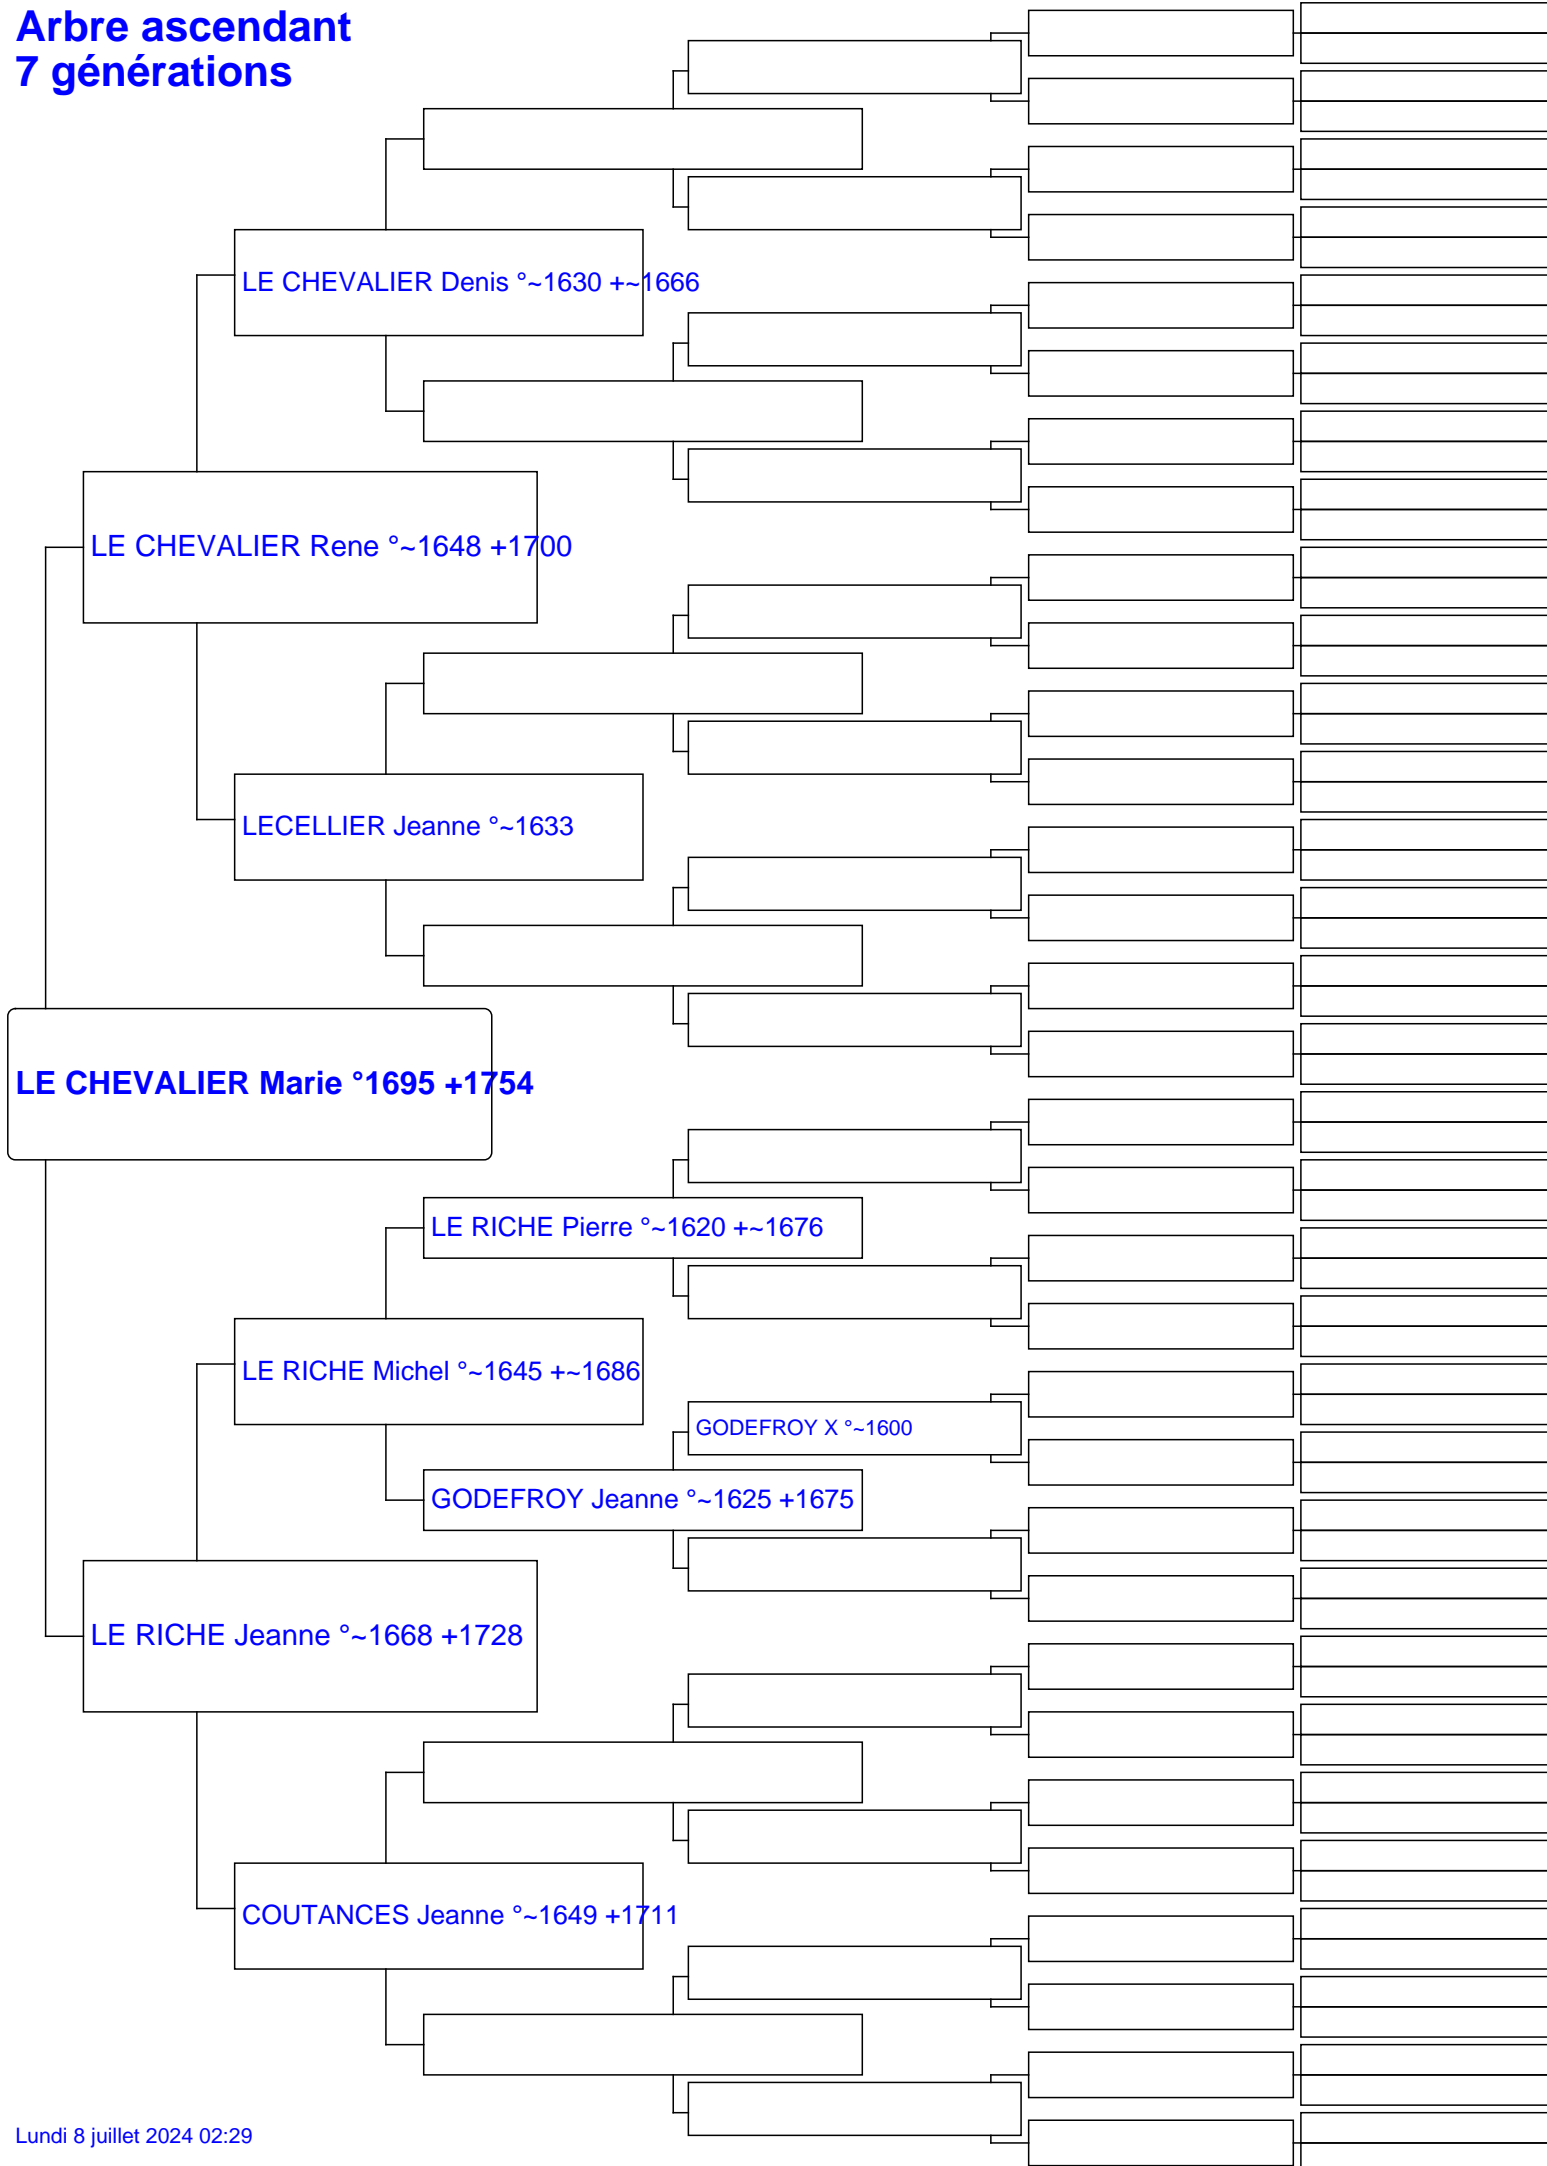 Arbre ascendant
7 générations
LE CHEVALIER Denis °~1630 +~1666
LE CHEVALIER Rene °~1648 +1700
LECELLIER Jeanne °~1633
LE CHEVALIER Marie °1695 +1754
LE RICHE Pierre °~1620 +~1676
LE RICHE Michel °~1645 +~1686
GODEFROY X °~1600
GODEFROY Jeanne °~1625 +1675
LE RICHE Jeanne °~1668 +1728
COUTANCES Jeanne °~1649 +1711
Lundi 8 juillet 2024 02:29